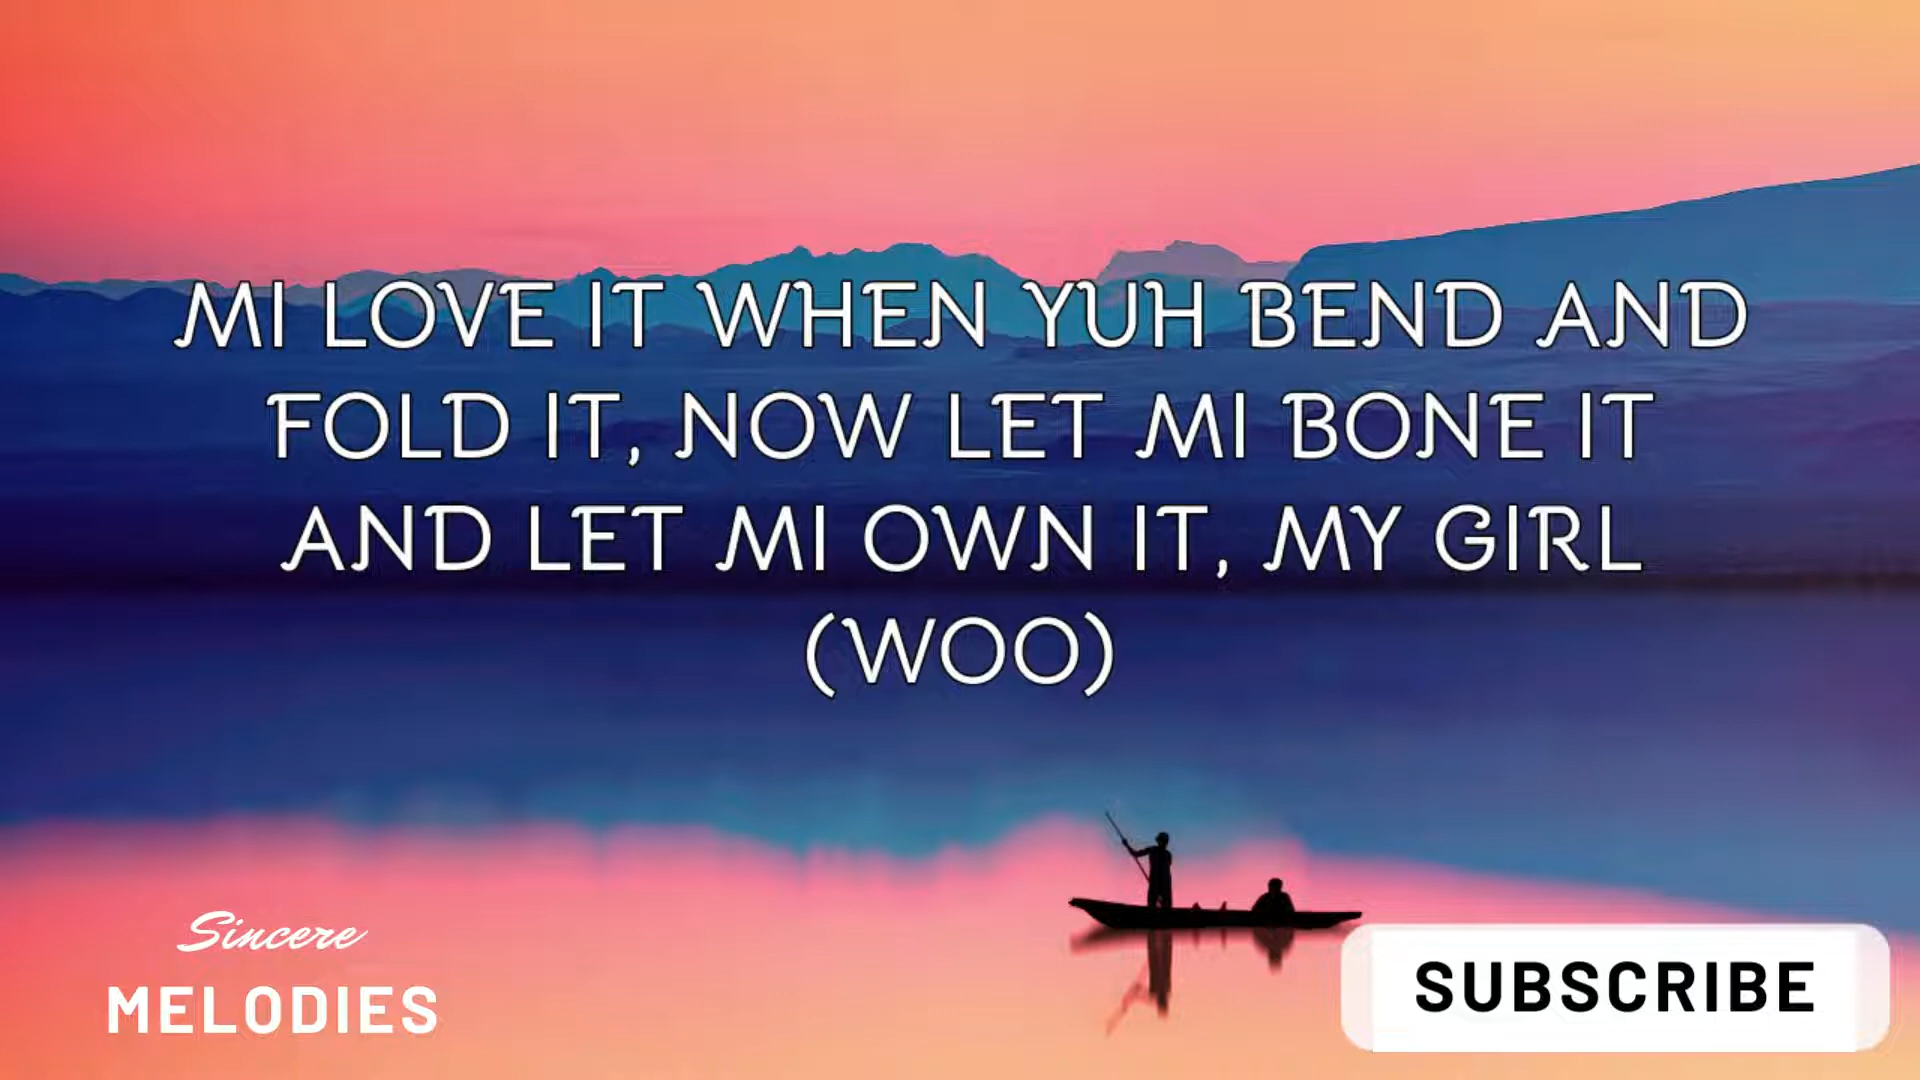 MI LOVE IT WHEN YUH BEND AND
FOLD IT, NOW LET MI BONE IT
AND LET MI OWN IT, MY GIRL
(WOO)
Sincere
MELODIES
SUBSCRIBE